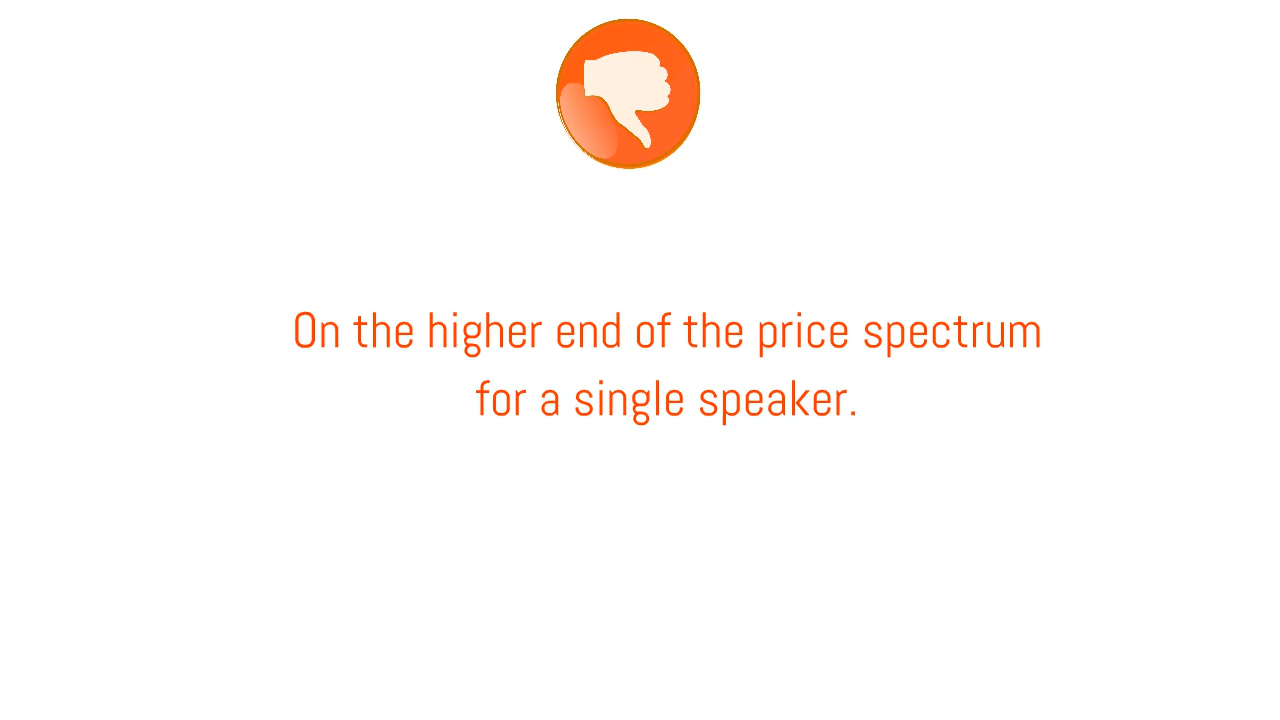 On the higher end of the price spectrum
for a single speaker.